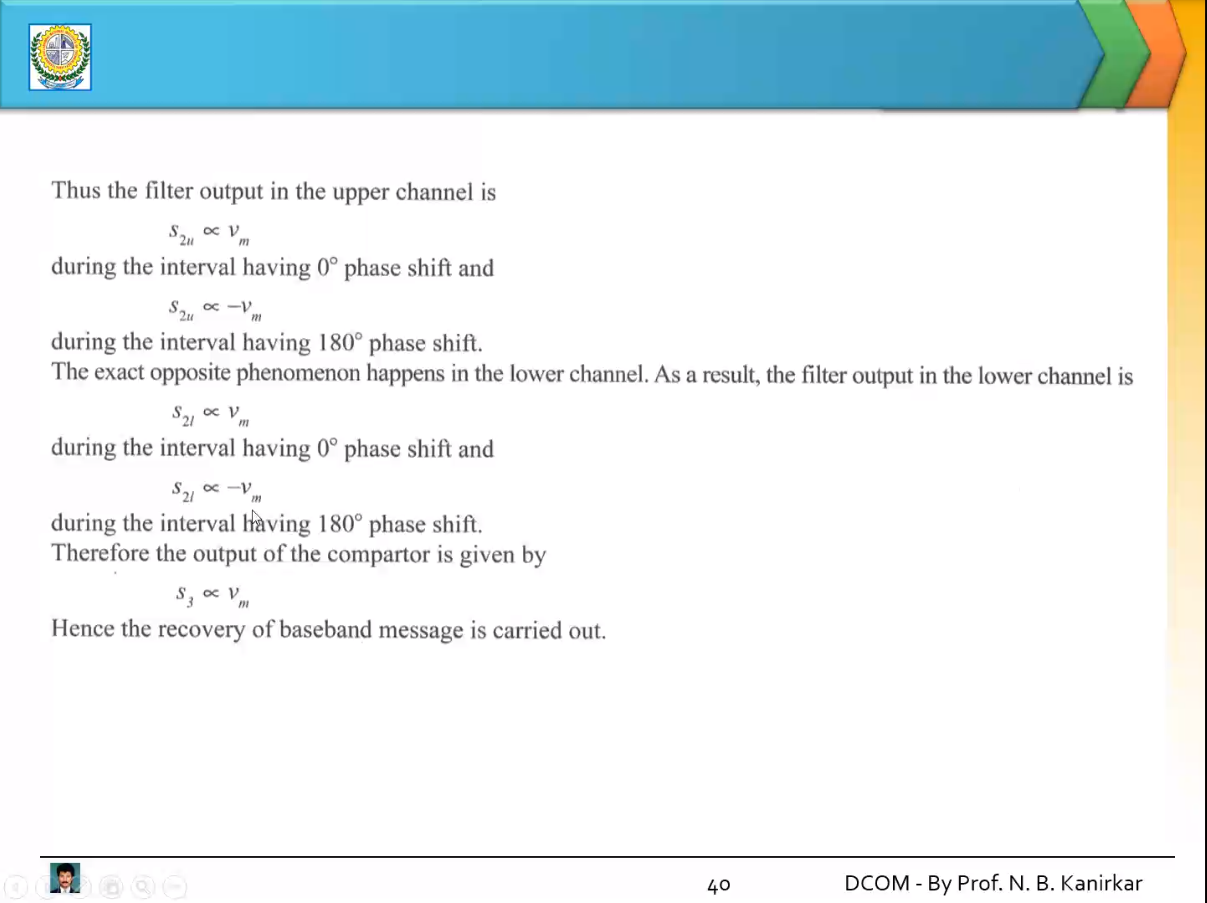 Thus the filter output in the upper channel is
s2u ∝ vm
during the interval having 0° phase shift and
s2u ∝ −vm
during the interval having 180° phase shift.
The exact opposite phenomenon happens in the lower channel. As a result, the filter output in the lower channel is
s2l ∝ vm
during the interval having 0° phase shift and
s2l ∝ −vm
during the interval having 180° phase shift.
Therefore the output of the compartor is given by
s3 ∝ vm
Hence the recovery of baseband message is carried out.
40
DCOM - By Prof. N. B. Kanirkar